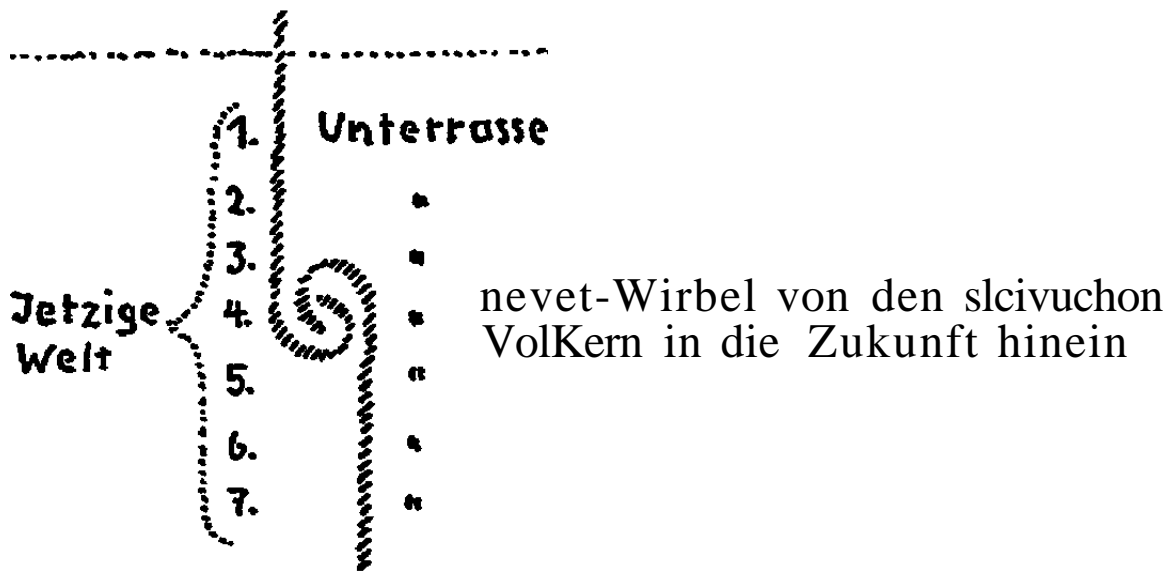 1. Unterrasse
2. "
3. "
Jetzige 4. "
Welt
5. "
6. "
7. "
nevet-Wirbel von den slcivuchon
VolKern in die Zukunft hinein